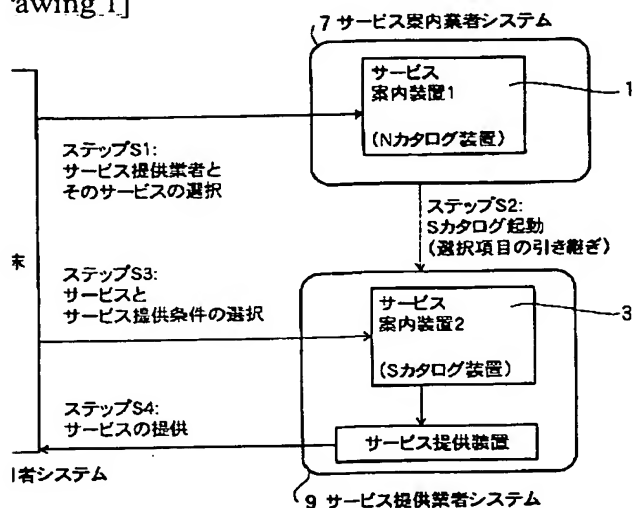 awing 1]
7 サービス案内業者システム
サービス
案内装置1
(Nカタログ装置)
1
ステップS1:
サービス提供業者と
そのサービスの選択
ステップS2:
Sカタログ起動
(選択項目の引き継ぎ)
末
ステップS3:
サービスと
サービス提供条件の選択
サービス
案内装置2
(Sカタログ装置)
3
ステップS4:
サービスの提供
サービス提供装置
者システム
9 サービス提供業者システム